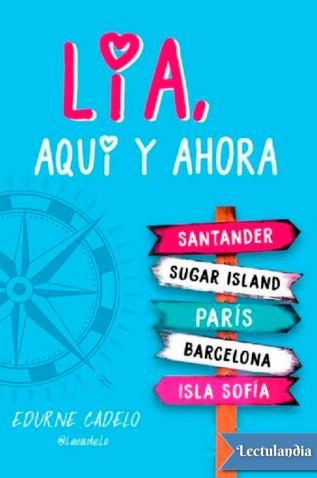 LIA,
AQUI Y AHORA
SANTANDER
SUGAR ISLAND
PARÍS
BARCELONA
ISLA SOFÍA
EDURNE CADELO
@lacadelo
Lectulandia